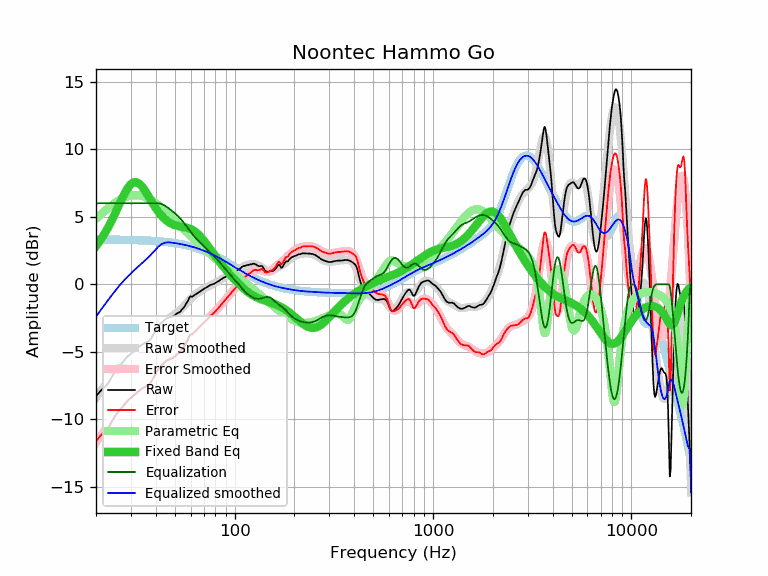 Noontec Hammo Go
15
10
5
0
−5
−10
−15
Amplitude (dBr)
Target
Raw Smoothed
Error Smoothed
Raw
Error
Parametric Eq
Fixed Band Eq
Equalization
Equalized smoothed
100
1000
10000
Frequency (Hz)